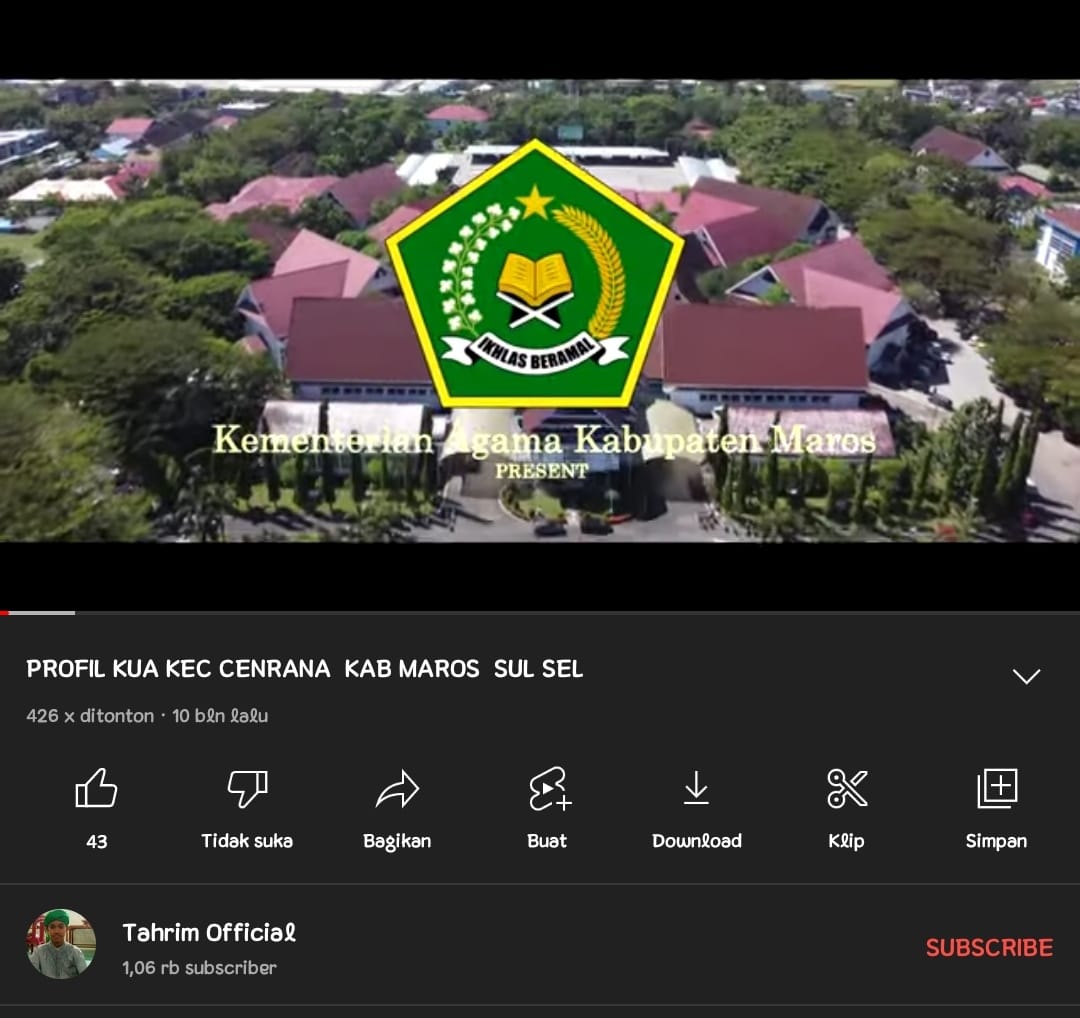 IKHLAS BERAMAL
Kementerian Agama Kabupaten Maros
PRESENT
PROFIL KUA KEC CENRANA KAB MAROS SUL SEL
426 x ditonton · 10 bln lalu
43
Tidak suka
Bagikan
Buat
Download
Klip
Simpan
Tahrim Official
1,06 rb subscriber
SUBSCRIBE